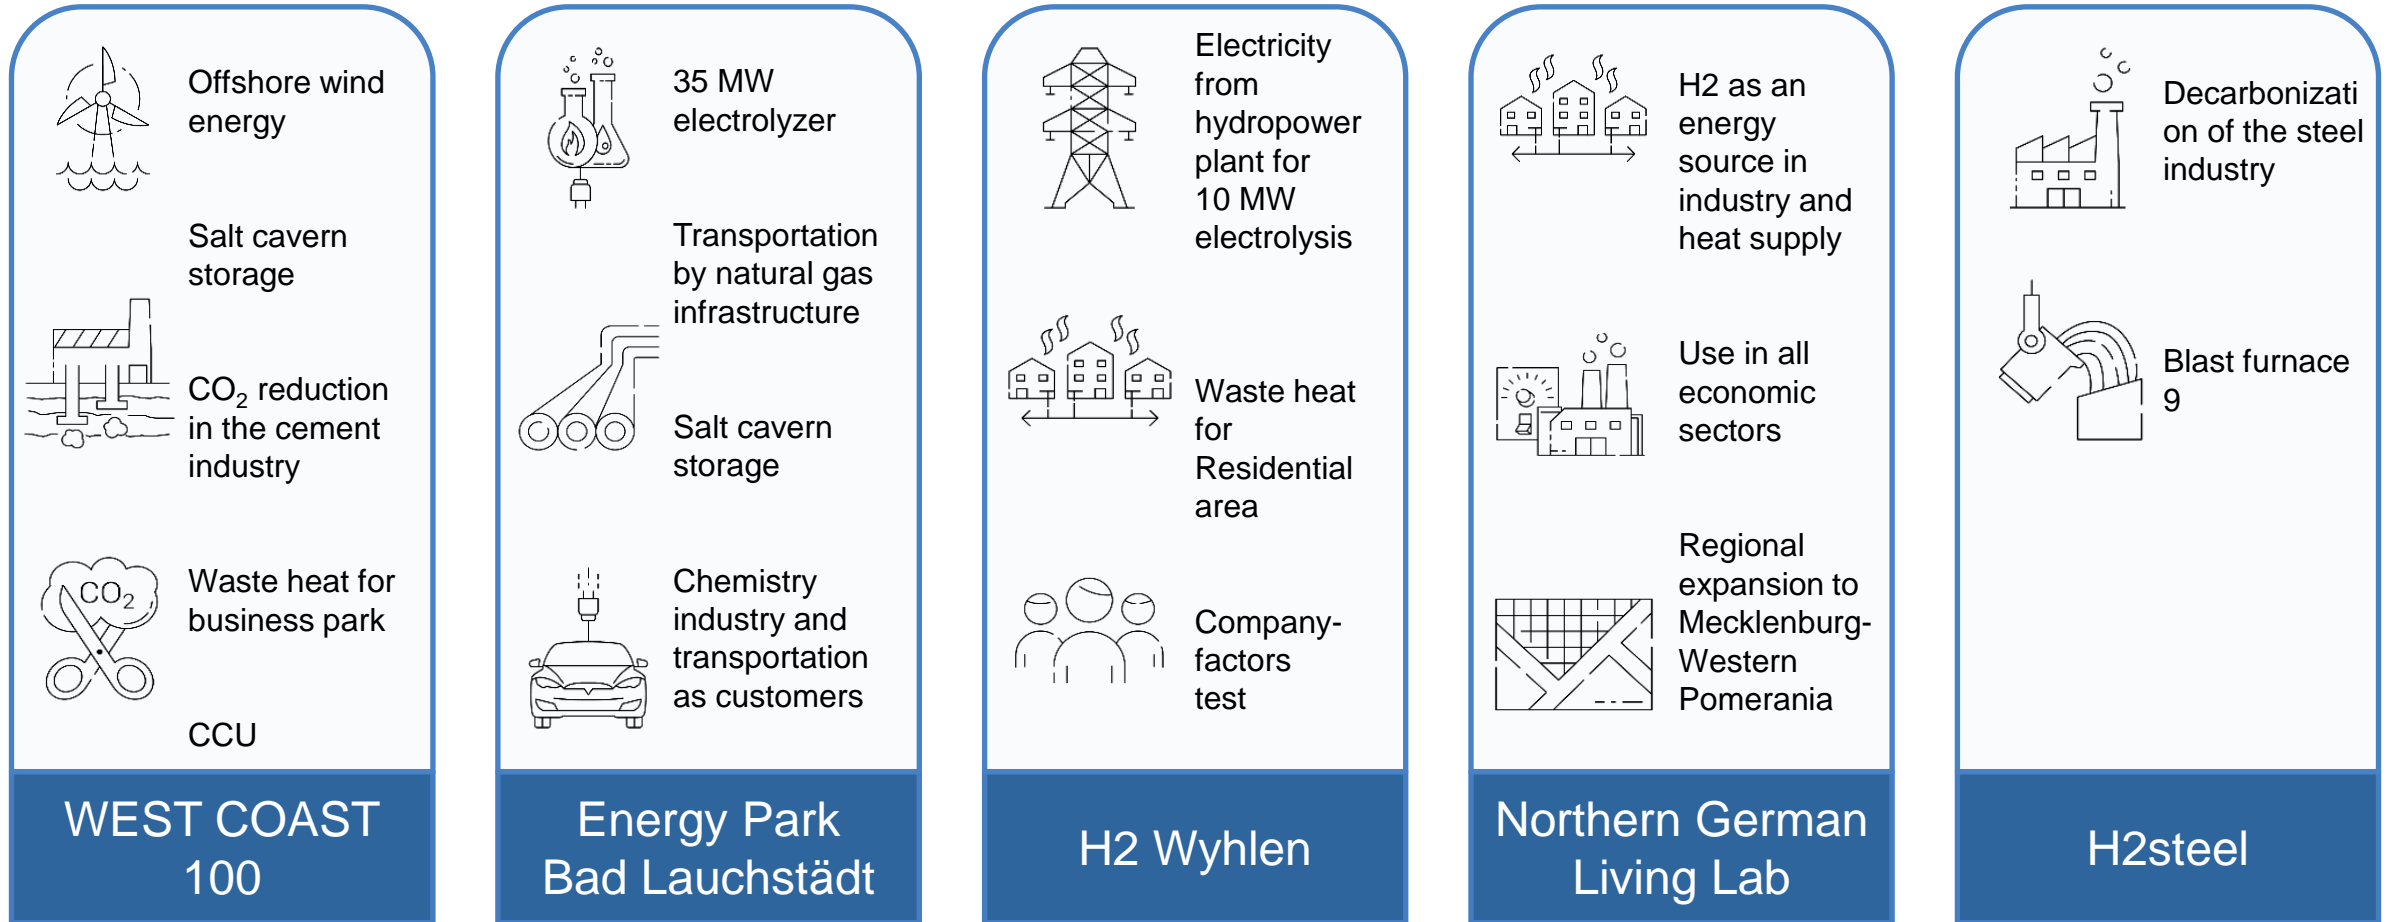 Offshore wind
energy
Salt cavern
storage
CO₂ reduction
in the cement
industry
CO₂
Waste heat for
business park
CCU
WEST COAST
100
35 MW
electrolyzer
Transportation
by natural gas
infrastructure
Salt cavern
storage
Chemistry
industry and
transportation
as customers
Energy Park
Bad Lauchstädt
Electricity
from
hydropower
plant for
10 MW
electrolysis
Waste heat
for
Residential
area
Company-
factors
test
H2 Wyhlen
H2 as an
energy
source in
industry and
heat supply
Use in all
economic
sectors
Regional
expansion to
Mecklenburg-
Western
Pomerania
Northern German
Living Lab
Decarbonizati
on of the steel
industry
Blast furnace
9
H2steel